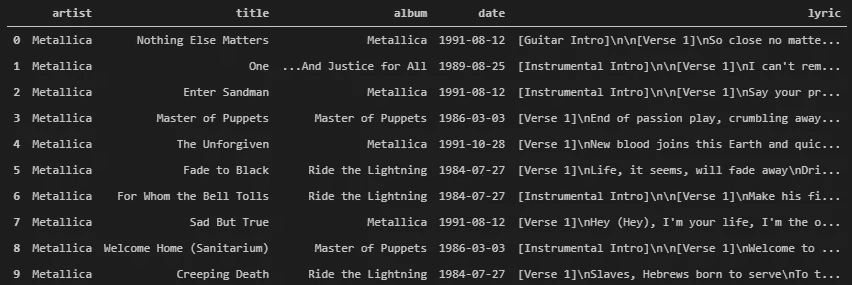 artist title album date lyric
0 Metallica Nothing Else Matters Metallica 1991-08-12 [Guitar Intro]\n\n[Verse 1]\nSo close no matte...
1 Metallica One ...And Justice for All 1989-08-25 [Instrumental Intro]\n\n[Verse 1]\nI can't rem...
2 Metallica Enter Sandman Metallica 1991-08-12 [Instrumental Intro]\n\n[Verse 1]\nSay your pr...
3 Metallica Master of Puppets Master of Puppets 1986-03-03 [Verse 1]\nEnd of passion play, crumbling away...
4 Metallica The Unforgiven Metallica 1991-10-28 [Verse 1]\nNew blood joins this Earth and quic...
5 Metallica Fade to Black Ride the Lightning 1984-07-27 [Verse 1]\nLife, it seems, will fade away\nDri...
6 Metallica For Whom the Bell Tolls Ride the Lightning 1984-07-27 [Instrumental Intro]\n\n[Verse 1]\nMake his fi...
7 Metallica Sad But True Metallica 1991-08-12 [Verse 1]\nHey (Hey), I'm your life, I'm the o...
8 Metallica Welcome Home (Sanitarium) Master of Puppets 1986-03-03 [Instrumental Intro]\n\n[Verse 1]\nWelcome to ...
9 Metallica Creeping Death Ride the Lightning 1984-07-27 [Verse 1]\nSlaves, Hebrews born to serve\nTo t...